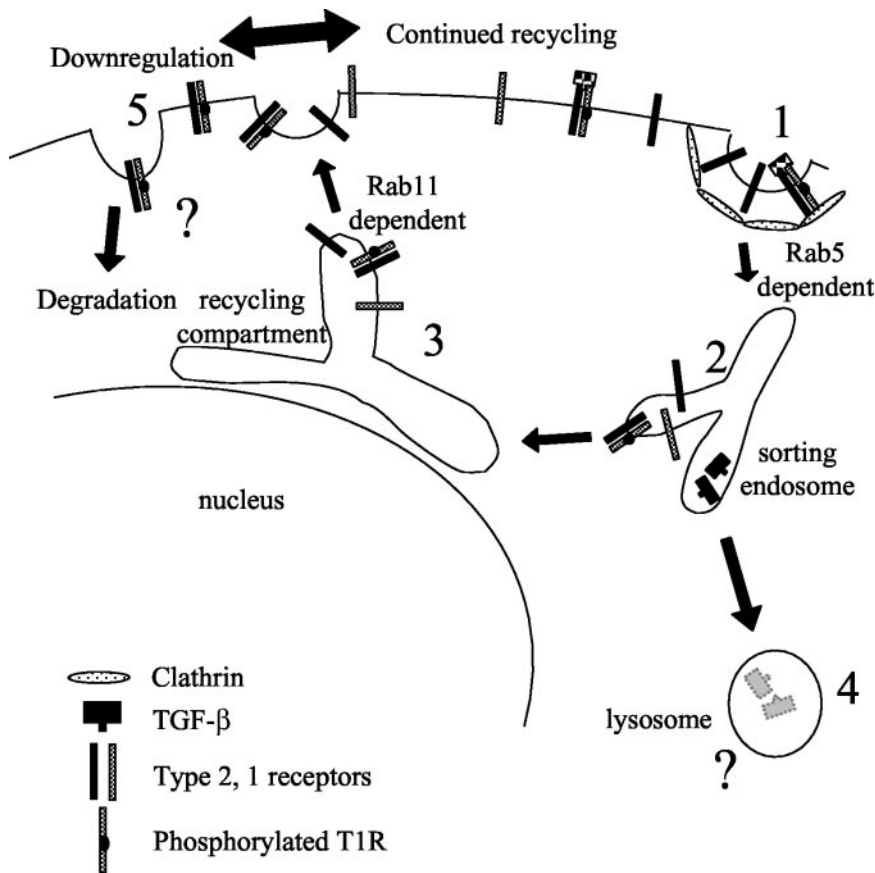 Downregulation
Continued recycling
5
1
?
Rab11
dependent
Rab5
dependent
Degradation
recycling
compartment
3
2
sorting
endosome
nucleus
4
lysosome
?
Clathrin
TGF-β
Type 2, 1 receptors
Phosphorylated T1R